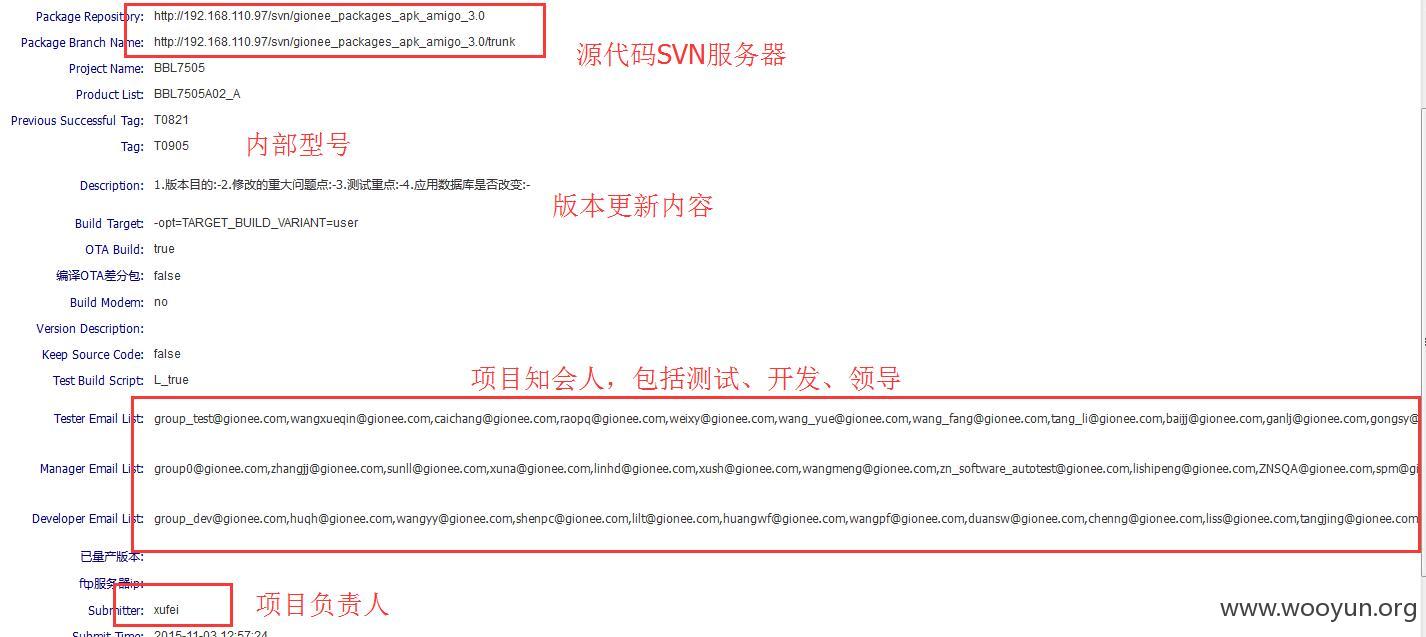 Package Repository: http://192.168.110.97/svn/gionee_packages_apk_amigo_3.0
Package Branch Name: http://192.168.110.97/svn/gionee_packages_apk_amigo_3.0/trunk
源代码SVN服务器
Project Name: BBL7505
Product List: BBL7505A02_A
Previous Successful Tag: T0821
Tag: T0905
内部型号
Description: 1.版本目的:-2.修改的重大问题点:-3.测试重点:-4.应用数据库是否改变:-
版本更新内容
Build Target: -opt=TARGET_BUILD_VARIANT=user
OTA Build: true
编译OTA差分包: false
Build Modem: no
Version Description:
Keep Source Code: false
Test Build Script: L_true
项目知会人，包括测试、开发、领导
Tester Email List: group_test@gionee.com,wangxueqin@gionee.com,caichang@gionee.com,raopq@gionee.com,weixy@gionee.com,wang_yue@gionee.com,wang_fang@gionee.com,tang_li@gionee.com,baijj@gionee.com,ganlj@gionee.com,gongsy@
Manager Email List: group0@gionee.com,zhangjj@gionee.com,sunll@gionee.com,xuna@gionee.com,linhd@gionee.com,xush@gionee.com,wangmeng@gionee.com,zn_software_autotest@gionee.com,lishipeng@gionee.com,ZNSQA@gionee.com,spm@gi
Developer Email List: group_dev@gionee.com,huqh@gionee.com,wangyy@gionee.com,shenpc@gionee.com,lilt@gionee.com,huangwf@gionee.com,wangpf@gionee.com,duansw@gionee.com,chenng@gionee.com,liss@gionee.com,tangjing@gionee.com
已量产版本:
ftp服务器ip:
Submitter: xufei
项目负责人
www.wooyun.org
Submit Time: 2015-11-03 12:57:24